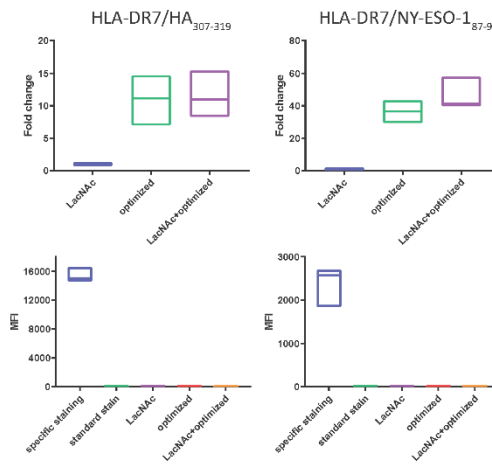 HLA-DR7/HA307-319
HLA-DR7/NY-ESO-187-9
Fold change
20
15
10
5
0
LacNAc
optimized
LacNAc+optimized
Fold change
80
60
40
20
0
LacNAc
optimized
LacNAc+optimized
MFI
16000
12000
8000
4000
0
specific staining
standard stain
LacNAc
optimized
LacNAc+optimized
MFI
3000
2000
1000
0
specific staining
standard stain
LacNAc
optimized
LacNAc+optimized